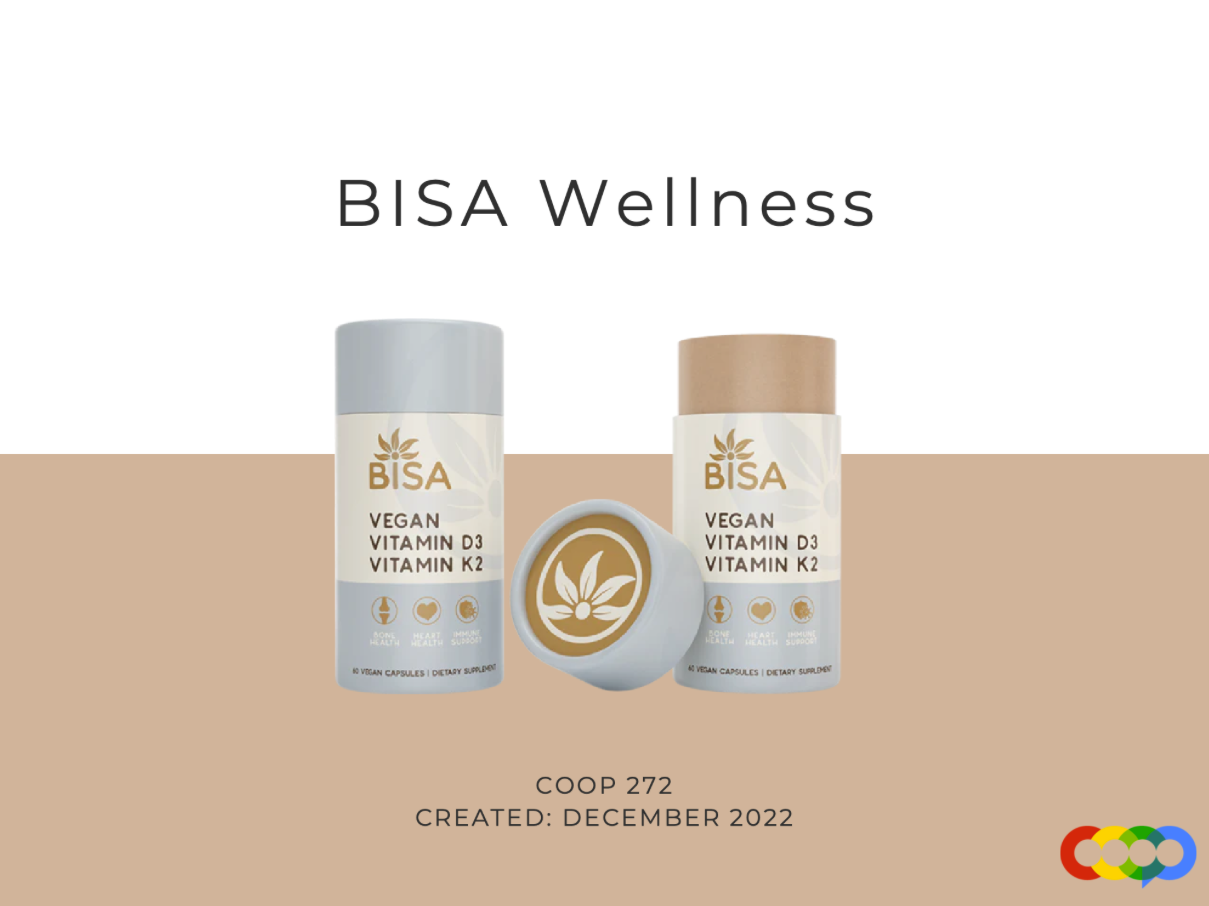 BISA Wellness
BISA
VEGAN
VITAMIN D3
VITAMIN K2
BONE
HEALTH
HEART
HEALTH
IMMUNE
SUPPORT
60 VEGAN CAPSULES | DIETARY SUPPLEMENT
BISA
VEGAN
VITAMIN D3
VITAMIN K2
BONE
HEALTH
HEART
HEALTH
IMMUNE
SUPPORT
60 VEGAN CAPSULES | DIETARY SUPPLEMENT
COOP 272
CREATED: DECEMBER 2022
coop